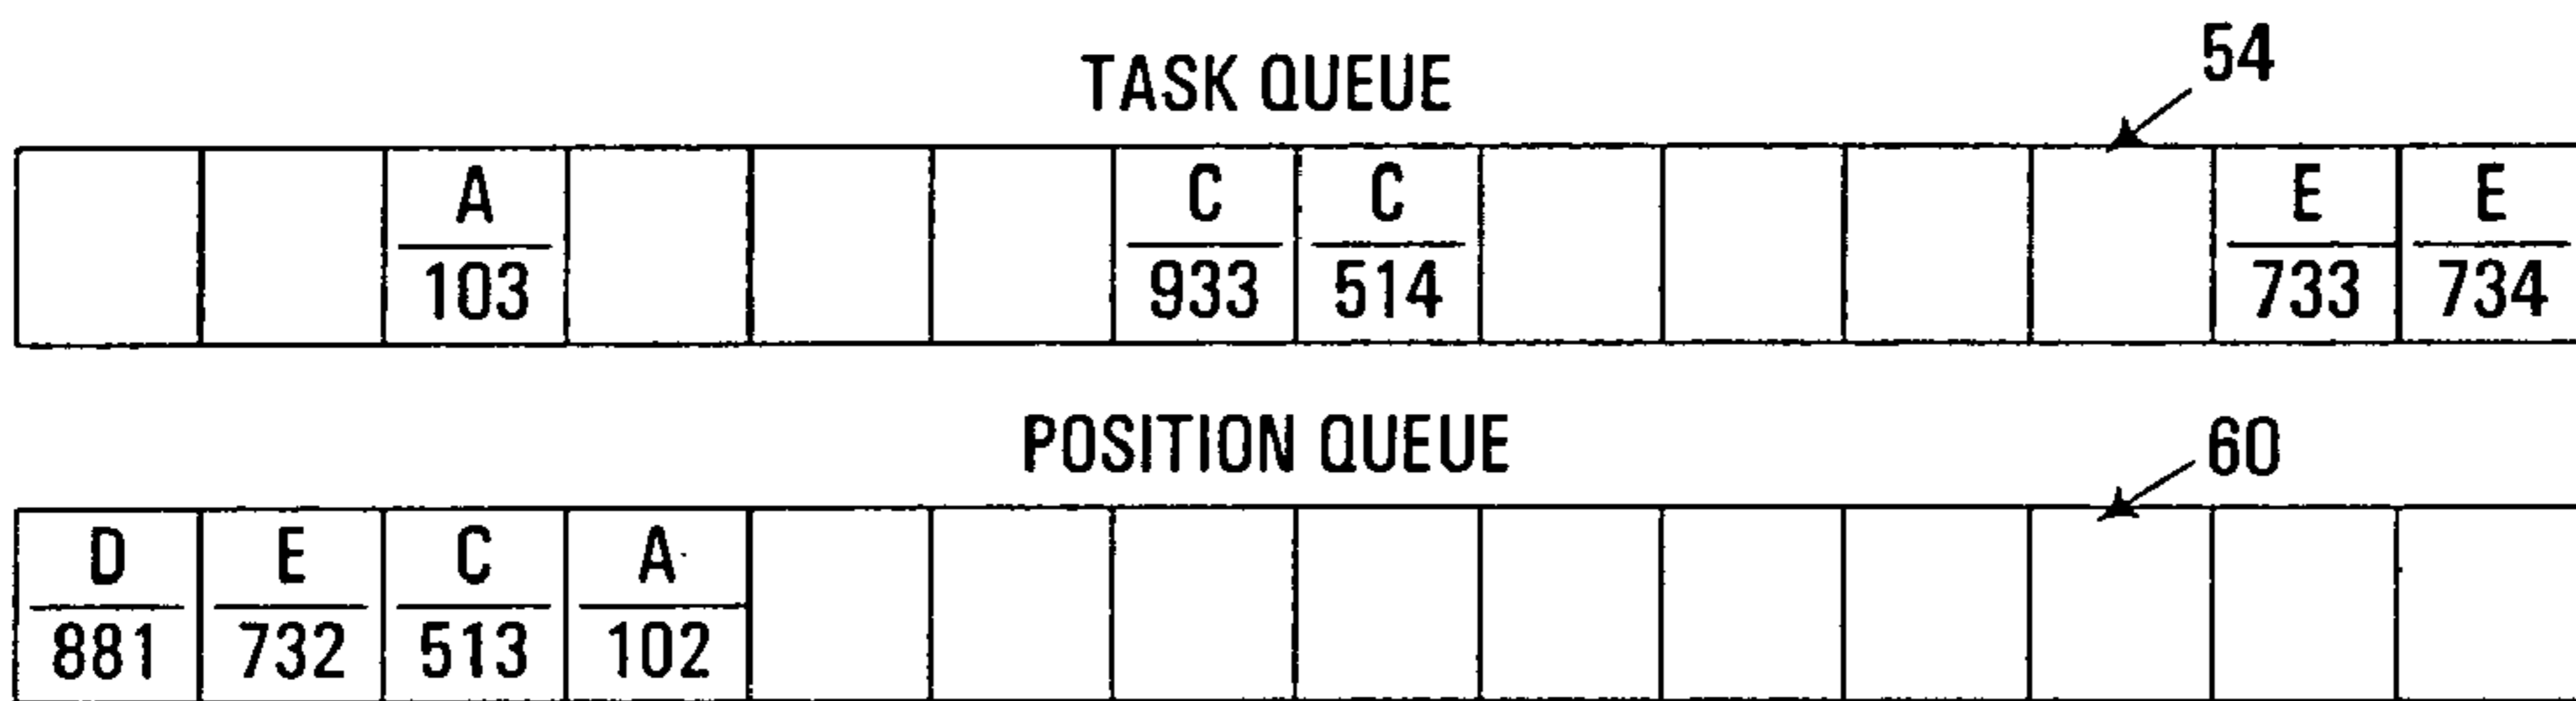 54
TASK QUEUE
A C C E E
103 933 514 733 734
60
POSITION QUEUE
D E C A
881 732 513 102